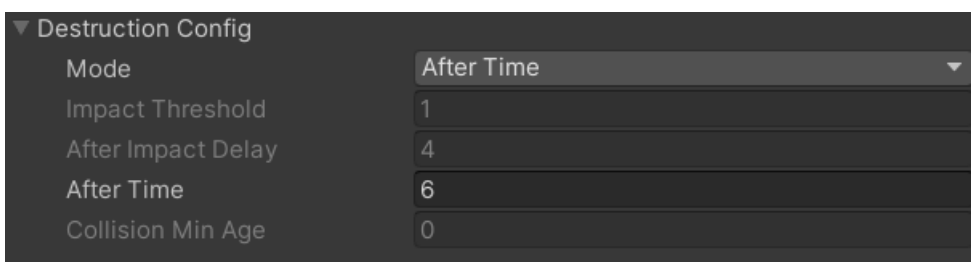 Destruction Config
Mode After Time
Impact Threshold 1
After Impact Delay 4
After Time 6
Collision Min Age 0